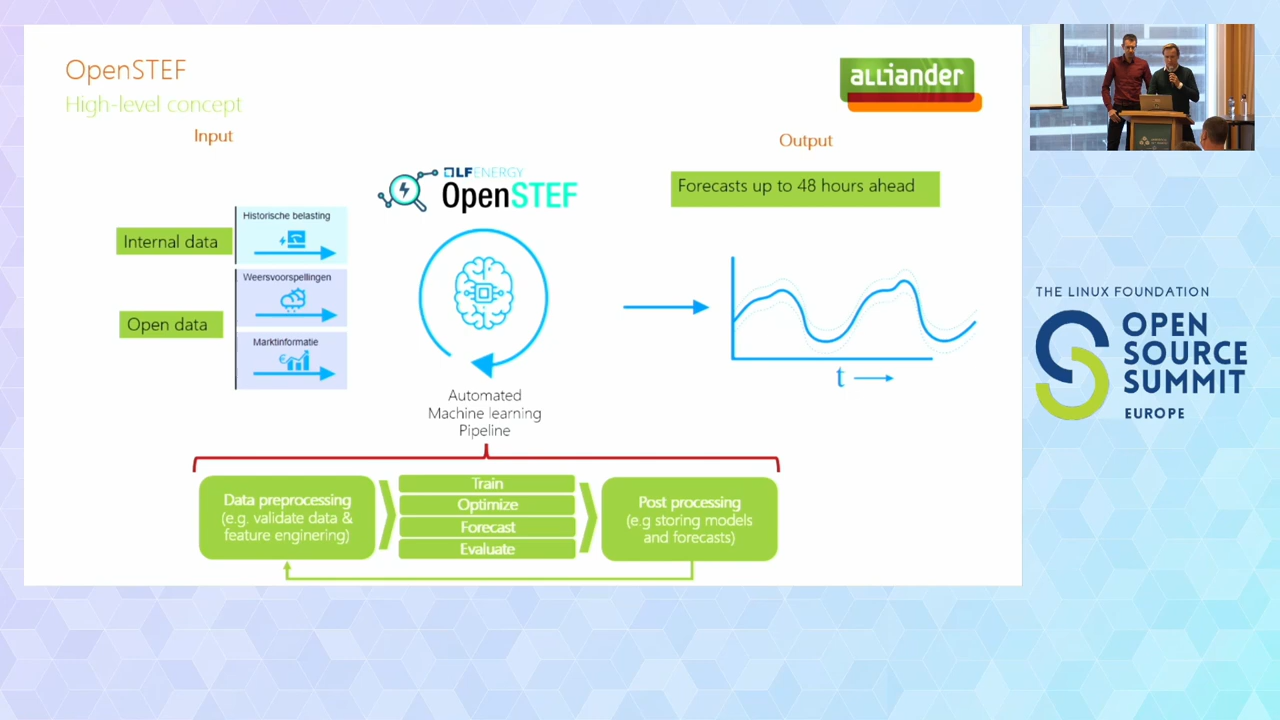 OpenSTEF
High-level concept
Input
Output
alliander
LF ENERGY
OpenSTEF
Forecasts up to 48 hours ahead
Internal data
Historische belasting
Weersvoorspellingen
Open data
Marktinformatie
t
Automated
Machine learning
Pipeline
Data preprocessing
(e.g. validate data &
feature enginering)
Train
Optimize
Forecast
Evaluate
Post processing
(e.g storing models
and forecasts)
THE LINUX FOUNDATION
OPEN
SOURCE
SUMMIT
EUROPE